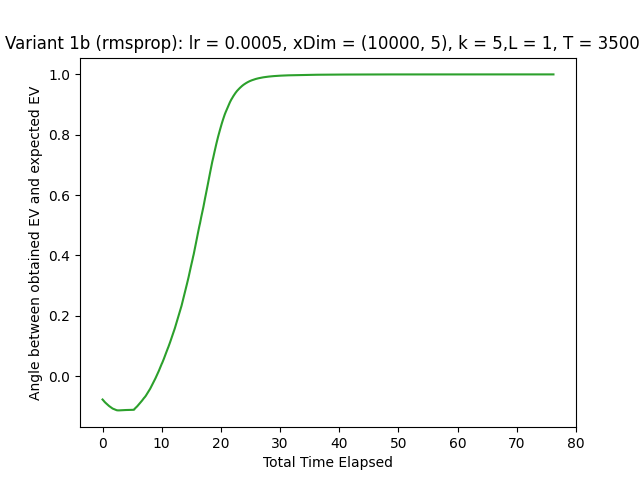 Variant 1b (rmsprop): lr = 0.0005, xDim = (10000, 5), k = 5,L = 1, T = 3500
Angle between obtained EV and expected EV
1.0
0.8
0.6
0.4
0.2
0.0
0 10 20 30 40 50 60 70 80
Total Time Elapsed